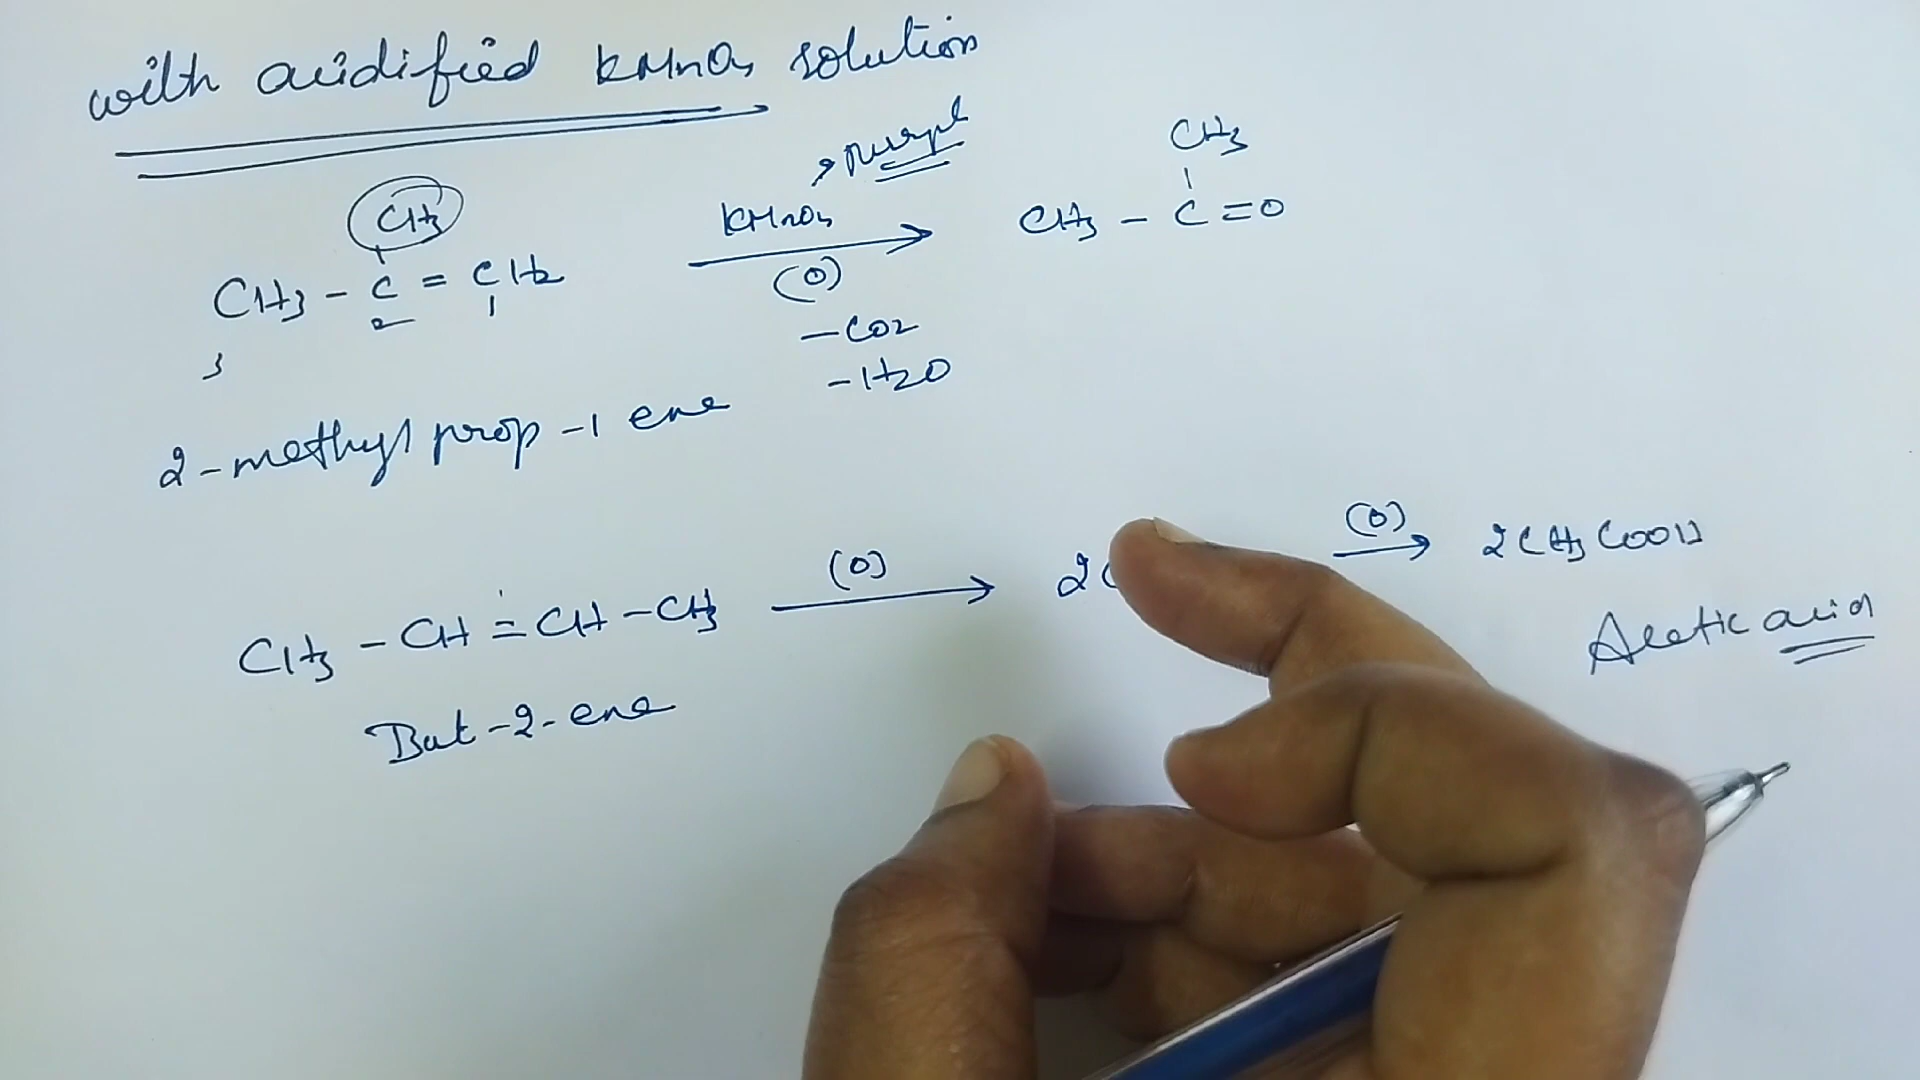 with acidified KMnO4 solution
purple
CH3
CH3
KMnO4
CH3 - C = O
CH3 - C = CH2
(O)
3 2 1
- CO2
- H2O
2-methyl prop -1 ene
(O)
(O)
CH3 - CH = CH - CH3
2
2CH3COOH
Acetic acid
But-2-ene